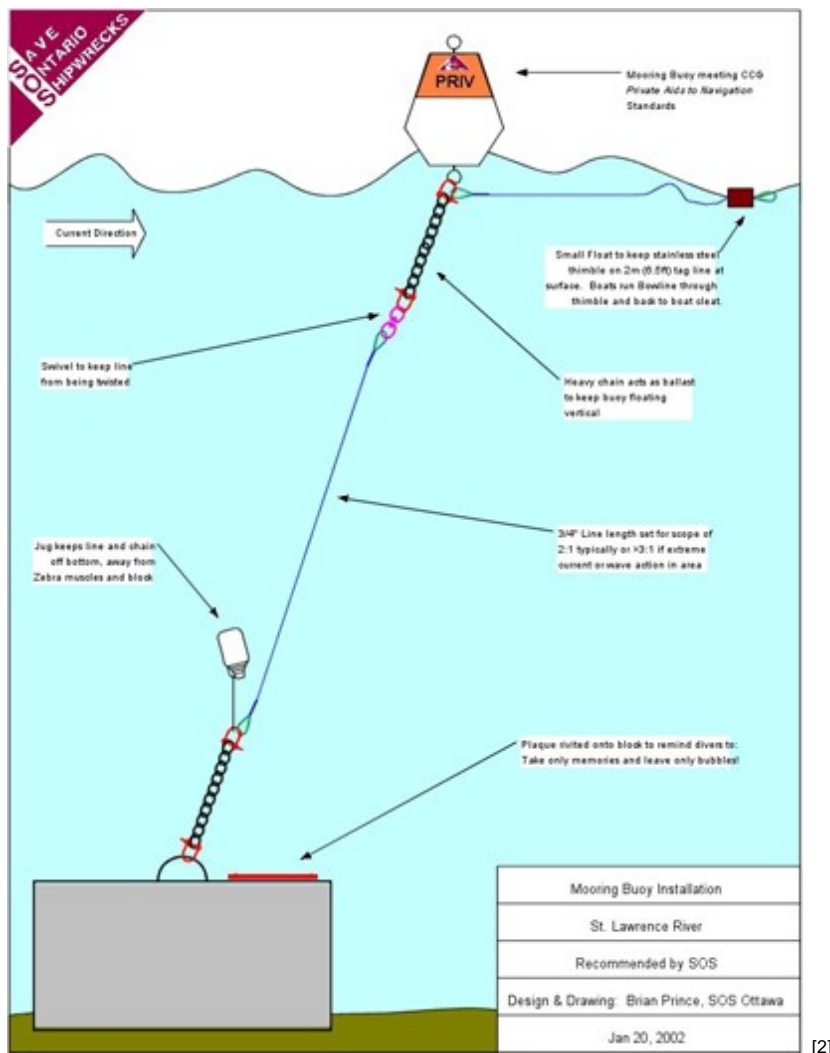 SAVE
ONTARIO
SHIPWRECKS
PRIV
Mooring Buoy meeting CCG
Private Aids to Navigation
Standards
Current Direction
Small Float to keep stainless steel
thimble on 2m (6.5ft) tag line at
surface. Boats run Bowline through
thimble and back to boat cleat.
Swivel to keep line
from being twisted
Heavy chain acts as ballast
to keep buoy floating
vertical
3/4" Line length set for scope of
2:1 typically or >3:1 if extreme
current or wave action in area
Jug keeps line and chain
off bottom, away from
Zebra muscles and block
Plaque rivited onto block to remind divers to:
Take only memories and leave only bubbles!
Mooring Buoy Installation
St. Lawrence River
Recommended by SOS
Design & Drawing: Brian Prince, SOS Ottawa
Jan 20, 2002
[2]